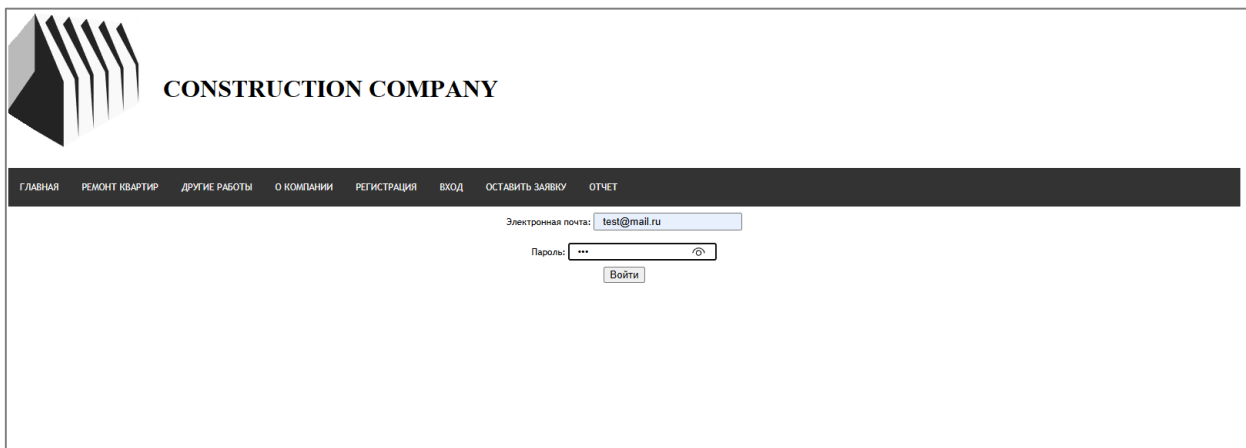 CONSTRUCTION COMPANY
ГЛАВНАЯ РЕМОНТ КВАРТИР ДРУГИЕ РАБОТЫ О КОМПАНИИ РЕГИСТРАЦИЯ ВХОД ОСТАВИТЬ ЗАЯВКУ ОТЧЕТ
Электронная почта: test@mail.ru
Пароль: •••
Войти